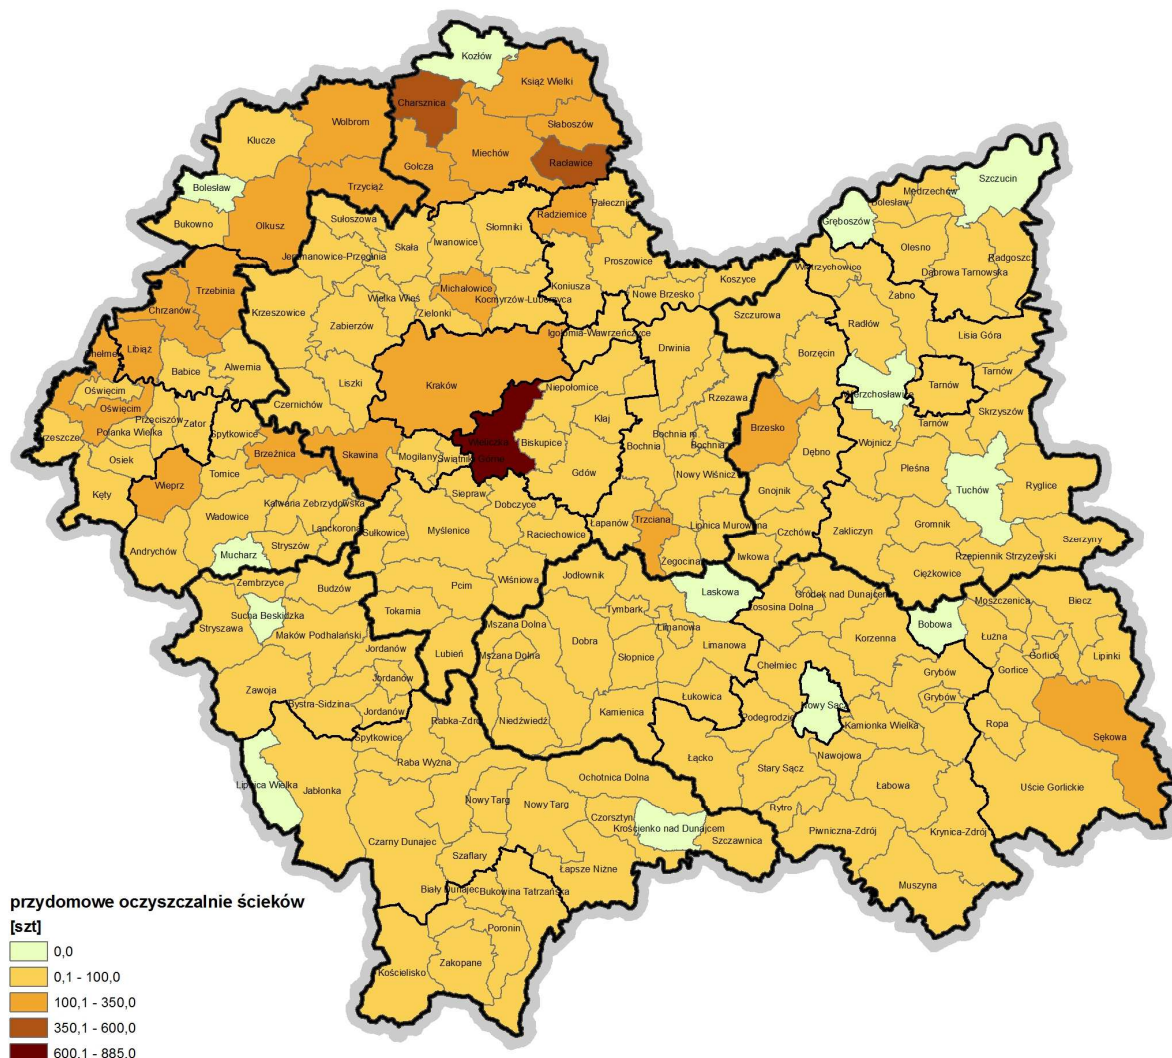 Kozłów
Książ Wielki
Charsznica
Wolbrom
Słaboszów
Klucze
Miechów
Racławice
Gołcza
Trzyciąż
Bolesław
Szczucin
Mędrzechów
Bolesław
Pałecznica
Radziemice
Sułoszowa
Słomniki
Gręboszów
Bukowno
Olkusz
Iwanowice
Skała
Olesno
Jerzmanowice-Przeginia
Radgoszcz
Proszowice
Wietrzychowice
Dąbrowa Tarnowska
Koszyce
Trzebinia
Michałowice
Koniusza
Nowe Brzesko
Żabno
Wielka Wieś
Kocmyrzów-Luborzyca
Chrzanów
Krzeszowice
Zielonki
Szczurowa
Zabierzów
Radłów
Igołomia-Wawrzeńczyce
Lisia Góra
Libiąż
Drwinia
Borzęcin
Chełmek
Babice
Alwernia
Liszki
Kraków
Tarnów
Tarnów
Oświęcim
Niepołomice
Wierzchosławice
Czernichów
Rzezawa
Oświęcim
Kłaj
Skrzyszów
Przeciszów
Zator
Tarnów
Brzesko
Polanka Wielka
Spytkowice
Wieliczka
Biskupice
Bochnia m.
Wojnicz
Brzeszcze
Bochnia
Bochnia
Dębno
Brzeźnica
Skawina
Mogilany
Świątniki
Górne
Osiek
Pleśna
Tomice
Gdów
Nowy Wiśnicz
Wieprz
Ryglice
Kęty
Gnojnik
Tuchów
Siepraw
Kalwaria Zebrzydowska
Dobczyce
Wadowice
Łapanów
Trzciana
Lipnica Murowana
Lanckorona
Gromnik
Myślenice
Czchów
Zakliczyn
Sułkowice
Raciechowice
Szerzyny
Stryszów
Andrychów
Mucharz
Iwkowa
Rzepiennik Strzyżewski
Żegocina
Jodłownik
Ciężkowice
Zembrzyce
Wiśniowa
Budzów
Pcim
Laskowa
Gródek nad Dunajcem
Moszczenica
Biecz
Łososina Dolna
Tymbark
Tokarnia
Sucha Beskidzka
Mszana Dolna
Bobowa
Stryszawa
Limanowa
Maków Podhalański
Łużna
Korzenna
Dobra
Lubień
Limanowa
Jordanów
Mszana Dolna
Słopnice
Gorlice
Lipinki
Chełmiec
Gorlice
Grybów
Jordanów
Zawoja
Łukowica
Grybów
Bystra-Sidzina
Nowy Sącz
Jordanów
Kamienica
Podegrodzie
Rabka-Zdrój
Niedźwiedź
Ropa
Kamionka Wielka
Spytkowice
Sękowa
Nawojowa
Łącko
Raba Wyżna
Stary Sącz
Ochotnica Dolna
Lipnica Wielka
Łabowa
Uście Gorlickie
Jabłonka
Nowy Targ
Nowy Targ
Rytro
Czorsztyn
Krościenko nad Dunajcem
Piwniczna-Zdrój
Krynica-Zdrój
Czarny Dunajec
Szczawnica
Szaflary
Łapsze Niżne
Muszyna
Biały Dunajec
Bukowina Tatrzańska
Poronin
Zakopane
Kościelisko
przydomowe oczyszczalnie ścieków
[szt]
0,0
0,1 - 100,0
100,1 - 350,0
350,1 - 600,0
600,1 - 885,0